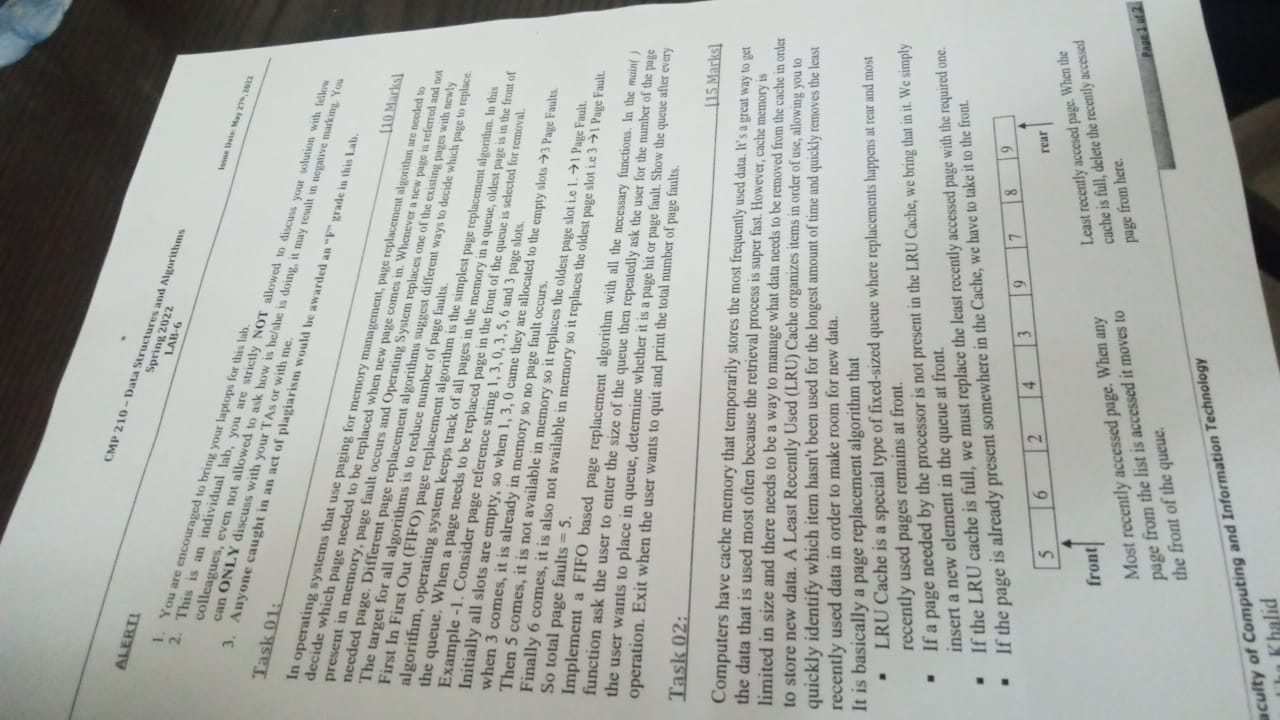 CMP 210 - Data Structures and Algorithms
Spring 2022
LAB-6
Issue Date: May 27th, 2022
ALERT!
1. You are encouraged to bring your laptops for this lab.
2. This is an individual lab, you are strictly NOT allowed to discuss your solution with fellow
colleagues, even not allowed to ask how is he/she is doing, it may result in negative marking. You
can ONLY discuss with your TAs or with me.
3. Anyone caught in an act of plagiarism would be awarded an "F" grade in this Lab.
Task 01:
[10 Marks]
In operating systems that use paging for memory management, page replacement algorithm are needed to
decide which page needed to be replaced when new page comes in. Whenever a new page is referred and not
present in memory, page fault occurs and Operating System replaces one of the existing pages with newly
needed page. Different page replacement algorithms suggest different ways to decide which page to replace.
The target for all algorithms is to reduce number of page faults.
First In First Out (FIFO) page replacement algorithm is the simplest page replacement algorithm. In this
algorithm, operating system keeps track of all pages in the memory in a queue, oldest page is in the front of
the queue. When a page needs to be replaced page in the front of the queue is selected for removal.
Example -1. Consider page reference string 1, 3, 0, 3, 5, 6 and 3 page slots.
Initially all slots are empty, so when 1, 3, 0 came they are allocated to the empty slots →3 Page Faults.
when 3 comes, it is already in memory so no page fault occurs.
Then 5 comes, it is not available in memory so it replaces the oldest page slot i.e 1. →1 Page Fault.
Finally 6 comes, it is also not available in memory so it replaces the oldest page slot i.e 3 →1 Page Fault.
So total page faults = 5.
Implement a FIFO based page replacement algorithm with all the necessary functions. In the main( )
function ask the user to enter the size of the queue then repeatedly ask the user for the number of the page
the user wants to place in queue, determine whether it is a page hit or page fault. Show the queue after every
operation. Exit when the user wants to quit and print the total number of page faults.
Task 02:
[15 Marks]
Computers have cache memory that temporarily stores the most frequently used data. It's a great way to get
the data that is used most often because the retrieval process is super fast. However, cache memory is
limited in size and there needs to be a way to manage what data needs to be removed from the cache in order
to store new data. A Least Recently Used (LRU) Cache organizes items in order of use, allowing you to
quickly identify which item hasn't been used for the longest amount of time and quickly removes the least
recently used data in order to make room for new data.
It is basically a page replacement algorithm that
▪ LRU Cache is a special type of fixed-sized queue where replacements happens at rear and most
recently used pages remains at front.
▪ If a page needed by the processor is not present in the LRU Cache, we bring that in it. We simply
insert a new element in the queue at front.
▪ If the LRU cache is full, we must replace the least recently accessed page with the required one.
▪ If the page is already present somewhere in the Cache, we have to take it to the front.
5 6 2 4 3 9 7 8 9
front
rear
Most recently accessed page. When any
page from the list is accessed it moves to
the front of the queue.
Least recently accesed page. When the
cache is full, delete the recently accessed
page from here.
Page 1 of 2
aculty of Computing and Information Technology
Khalid